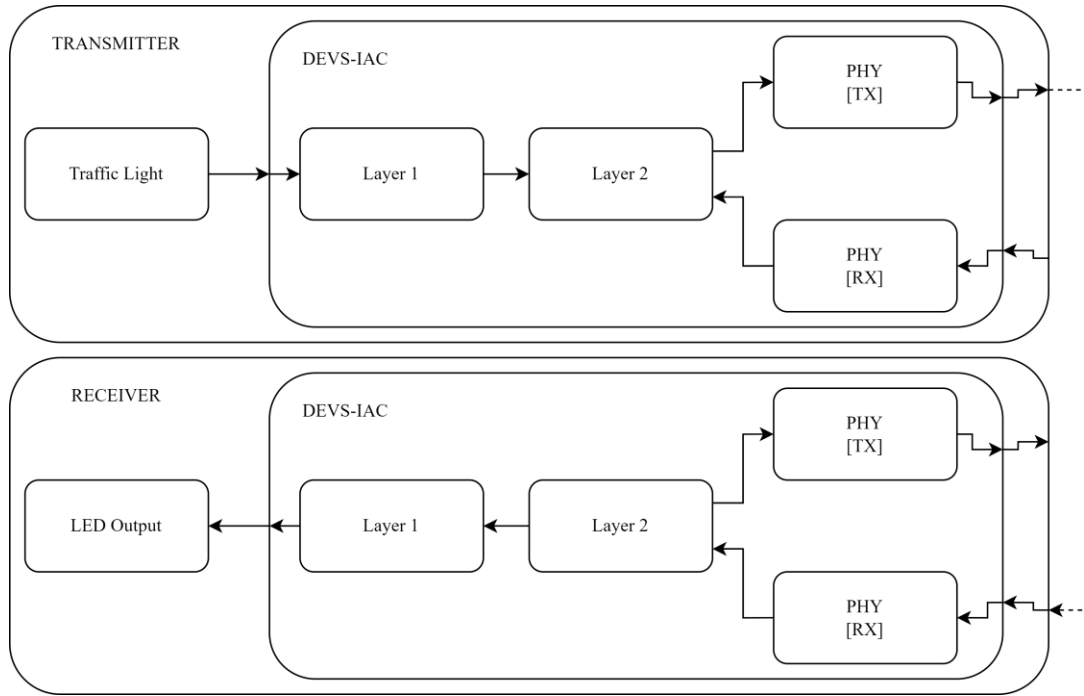 TRANSMITTER
DEVS-IAC
Traffic Light
Layer 1
Layer 2
PHY
[TX]
PHY
[RX]
RECEIVER
DEVS-IAC
LED Output
Layer 1
Layer 2
PHY
[TX]
PHY
[RX]